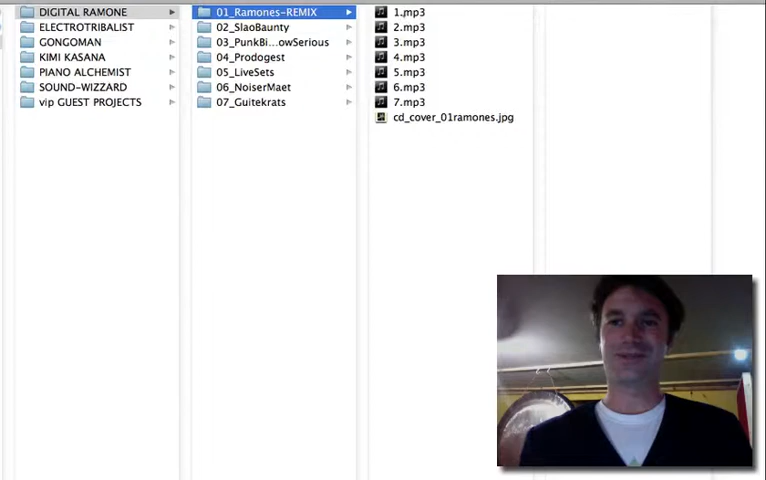 DIGITAL RAMONE
ELECTROTRIBALIST
GONGOMAN
KIMI KASANA
PIANO ALCHEMIST
SOUND-WIZZARD
vip GUEST PROJECTS
01_Ramones-REMIX
02_SlaoBaunty
03_PunkBi...owSerious
04_Prodogest
05_LiveSets
06_NoiserMaet
07_Guitekrats
1.mp3
2.mp3
3.mp3
4.mp3
5.mp3
6.mp3
7.mp3
cd_cover_01ramones.jpg